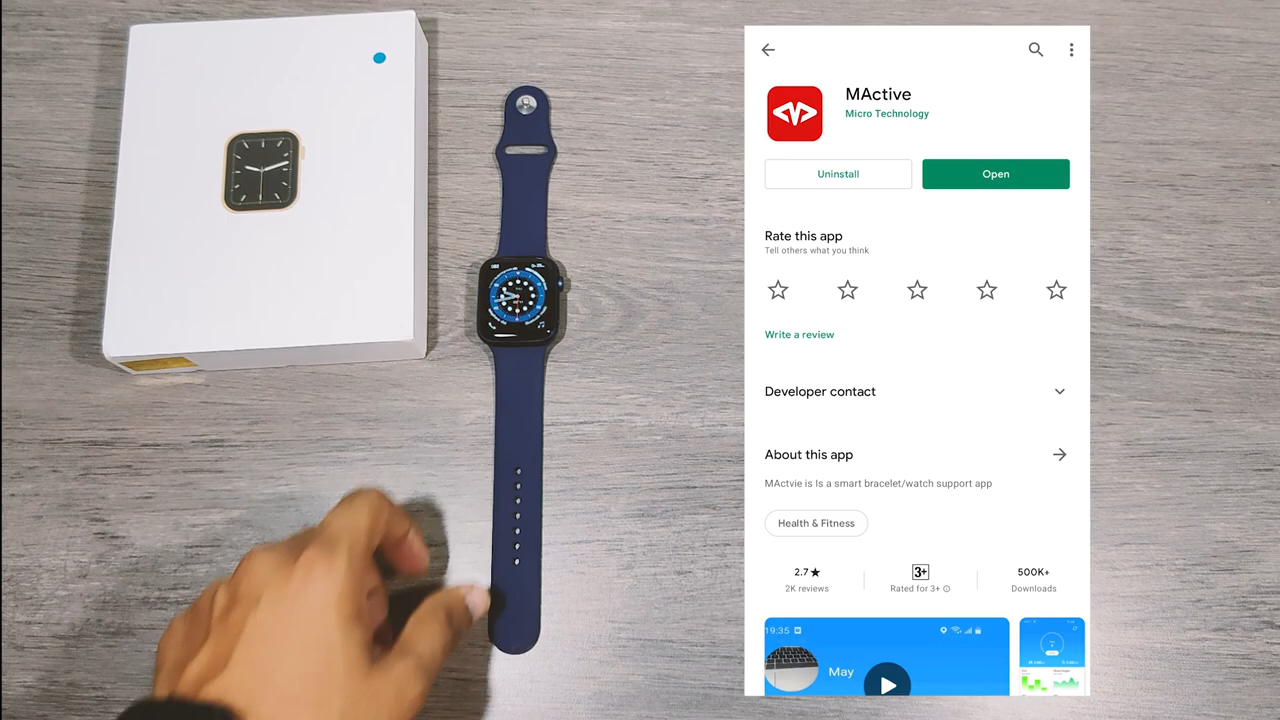 MActive
Micro Technology
Uninstall
Open
Rate this app
Tell others what you think
Write a review
Developer contact
About this app
MActvie is Is a smart bracelet/watch support app
Health & Fitness
2.7★
3+
500K+
2K reviews
Rated for 3+
Downloads
19:35
May